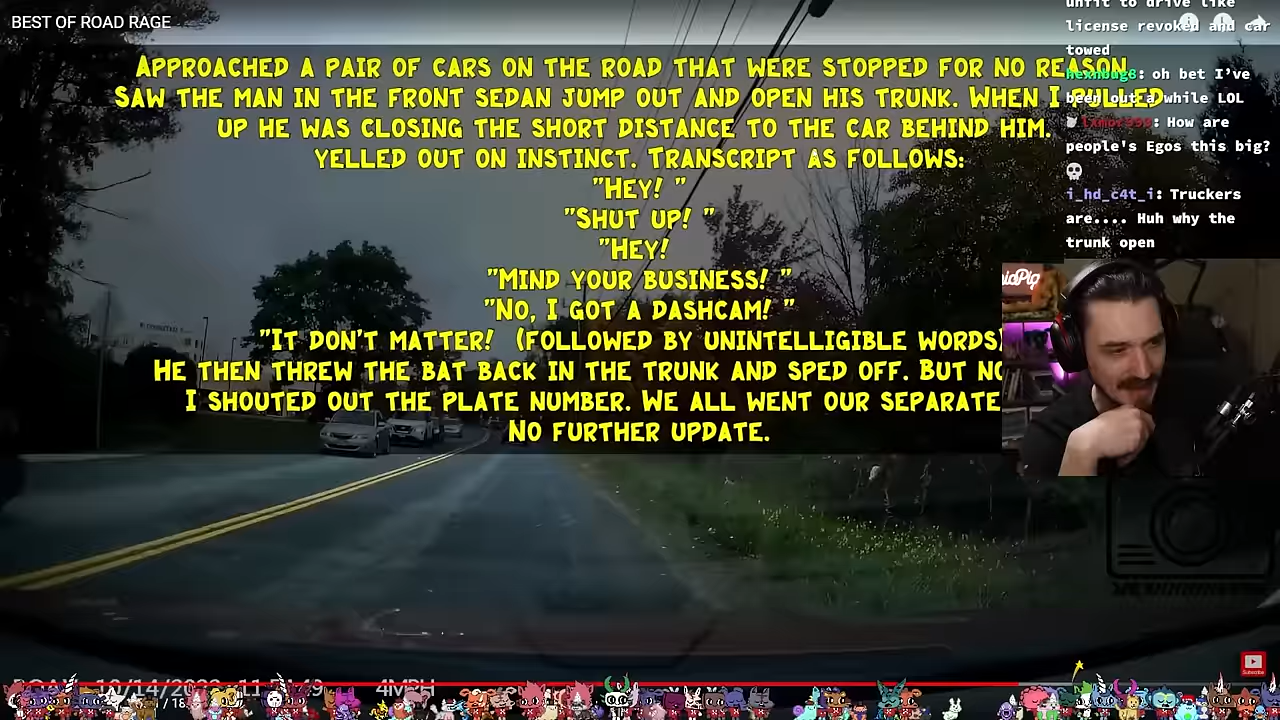 BEST OF ROAD RAGE
APPROACHED A PAIR OF CARS ON THE ROAD THAT WERE STOPPED FOR NO REASON.
SAW THE MAN IN THE FRONT SEDAN JUMP OUT AND OPEN HIS TRUNK. WHEN I PULLED
UP HE WAS CLOSING THE SHORT DISTANCE TO THE CAR BEHIND HIM.
YELLED OUT ON INSTINCT. TRANSCRIPT AS FOLLOWS:
"HEY! "
"SHUT UP! "
"HEY!
"MIND YOUR BUSINESS! "
"NO, I GOT A DASHCAM! "
"IT DON'T MATTER! (FOLLOWED BY UNINTELLIGIBLE WORDS)
HE THEN THREW THE BAT BACK IN THE TRUNK AND SPED OFF. BUT
I SHOUTED OUT THE PLATE NUMBER. WE ALL WENT OUR SEPARATE
NO FURTHER UPDATE.
unfit to drive like
license revoked and car
towed
hexnbug3: oh bet I've
been out a while LOL
: How are
people's Egos this big?
i_hd_c4t_i: Truckers
are.... Huh why the
trunk open
4MPH
Subscribe